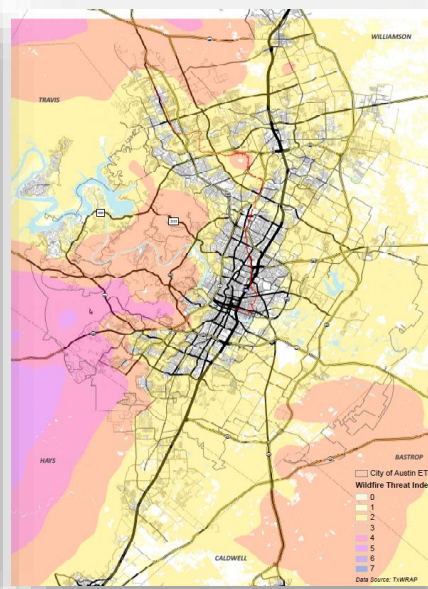 WILLIAMSON
TRAVIS
HAYS
BASTROP
City of Austin ET
Wildfire Threat Inde
0
1
2
3
4
5
6
7
CALDWELL
Data Source: TxWRAP